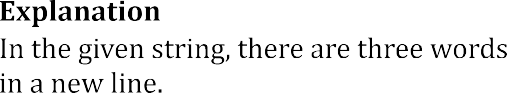 Explanation
In the given string, there are three words
in a new line.